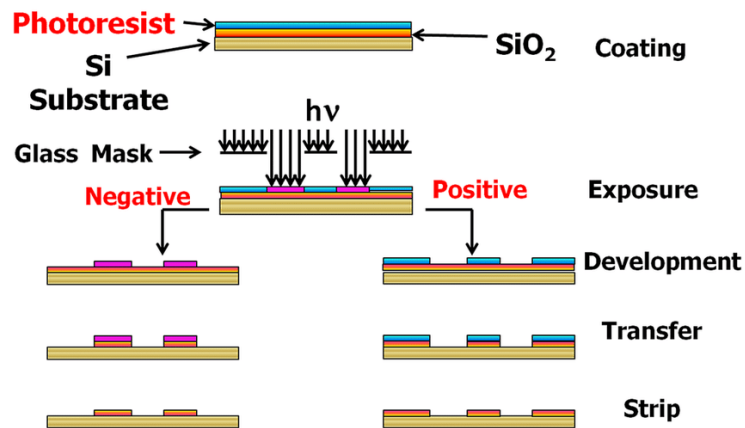 Photoresist
SiO₂
Coating
Si
Substrate
hν
Glass Mask
Negative
Positive
Exposure
Development
Transfer
Strip